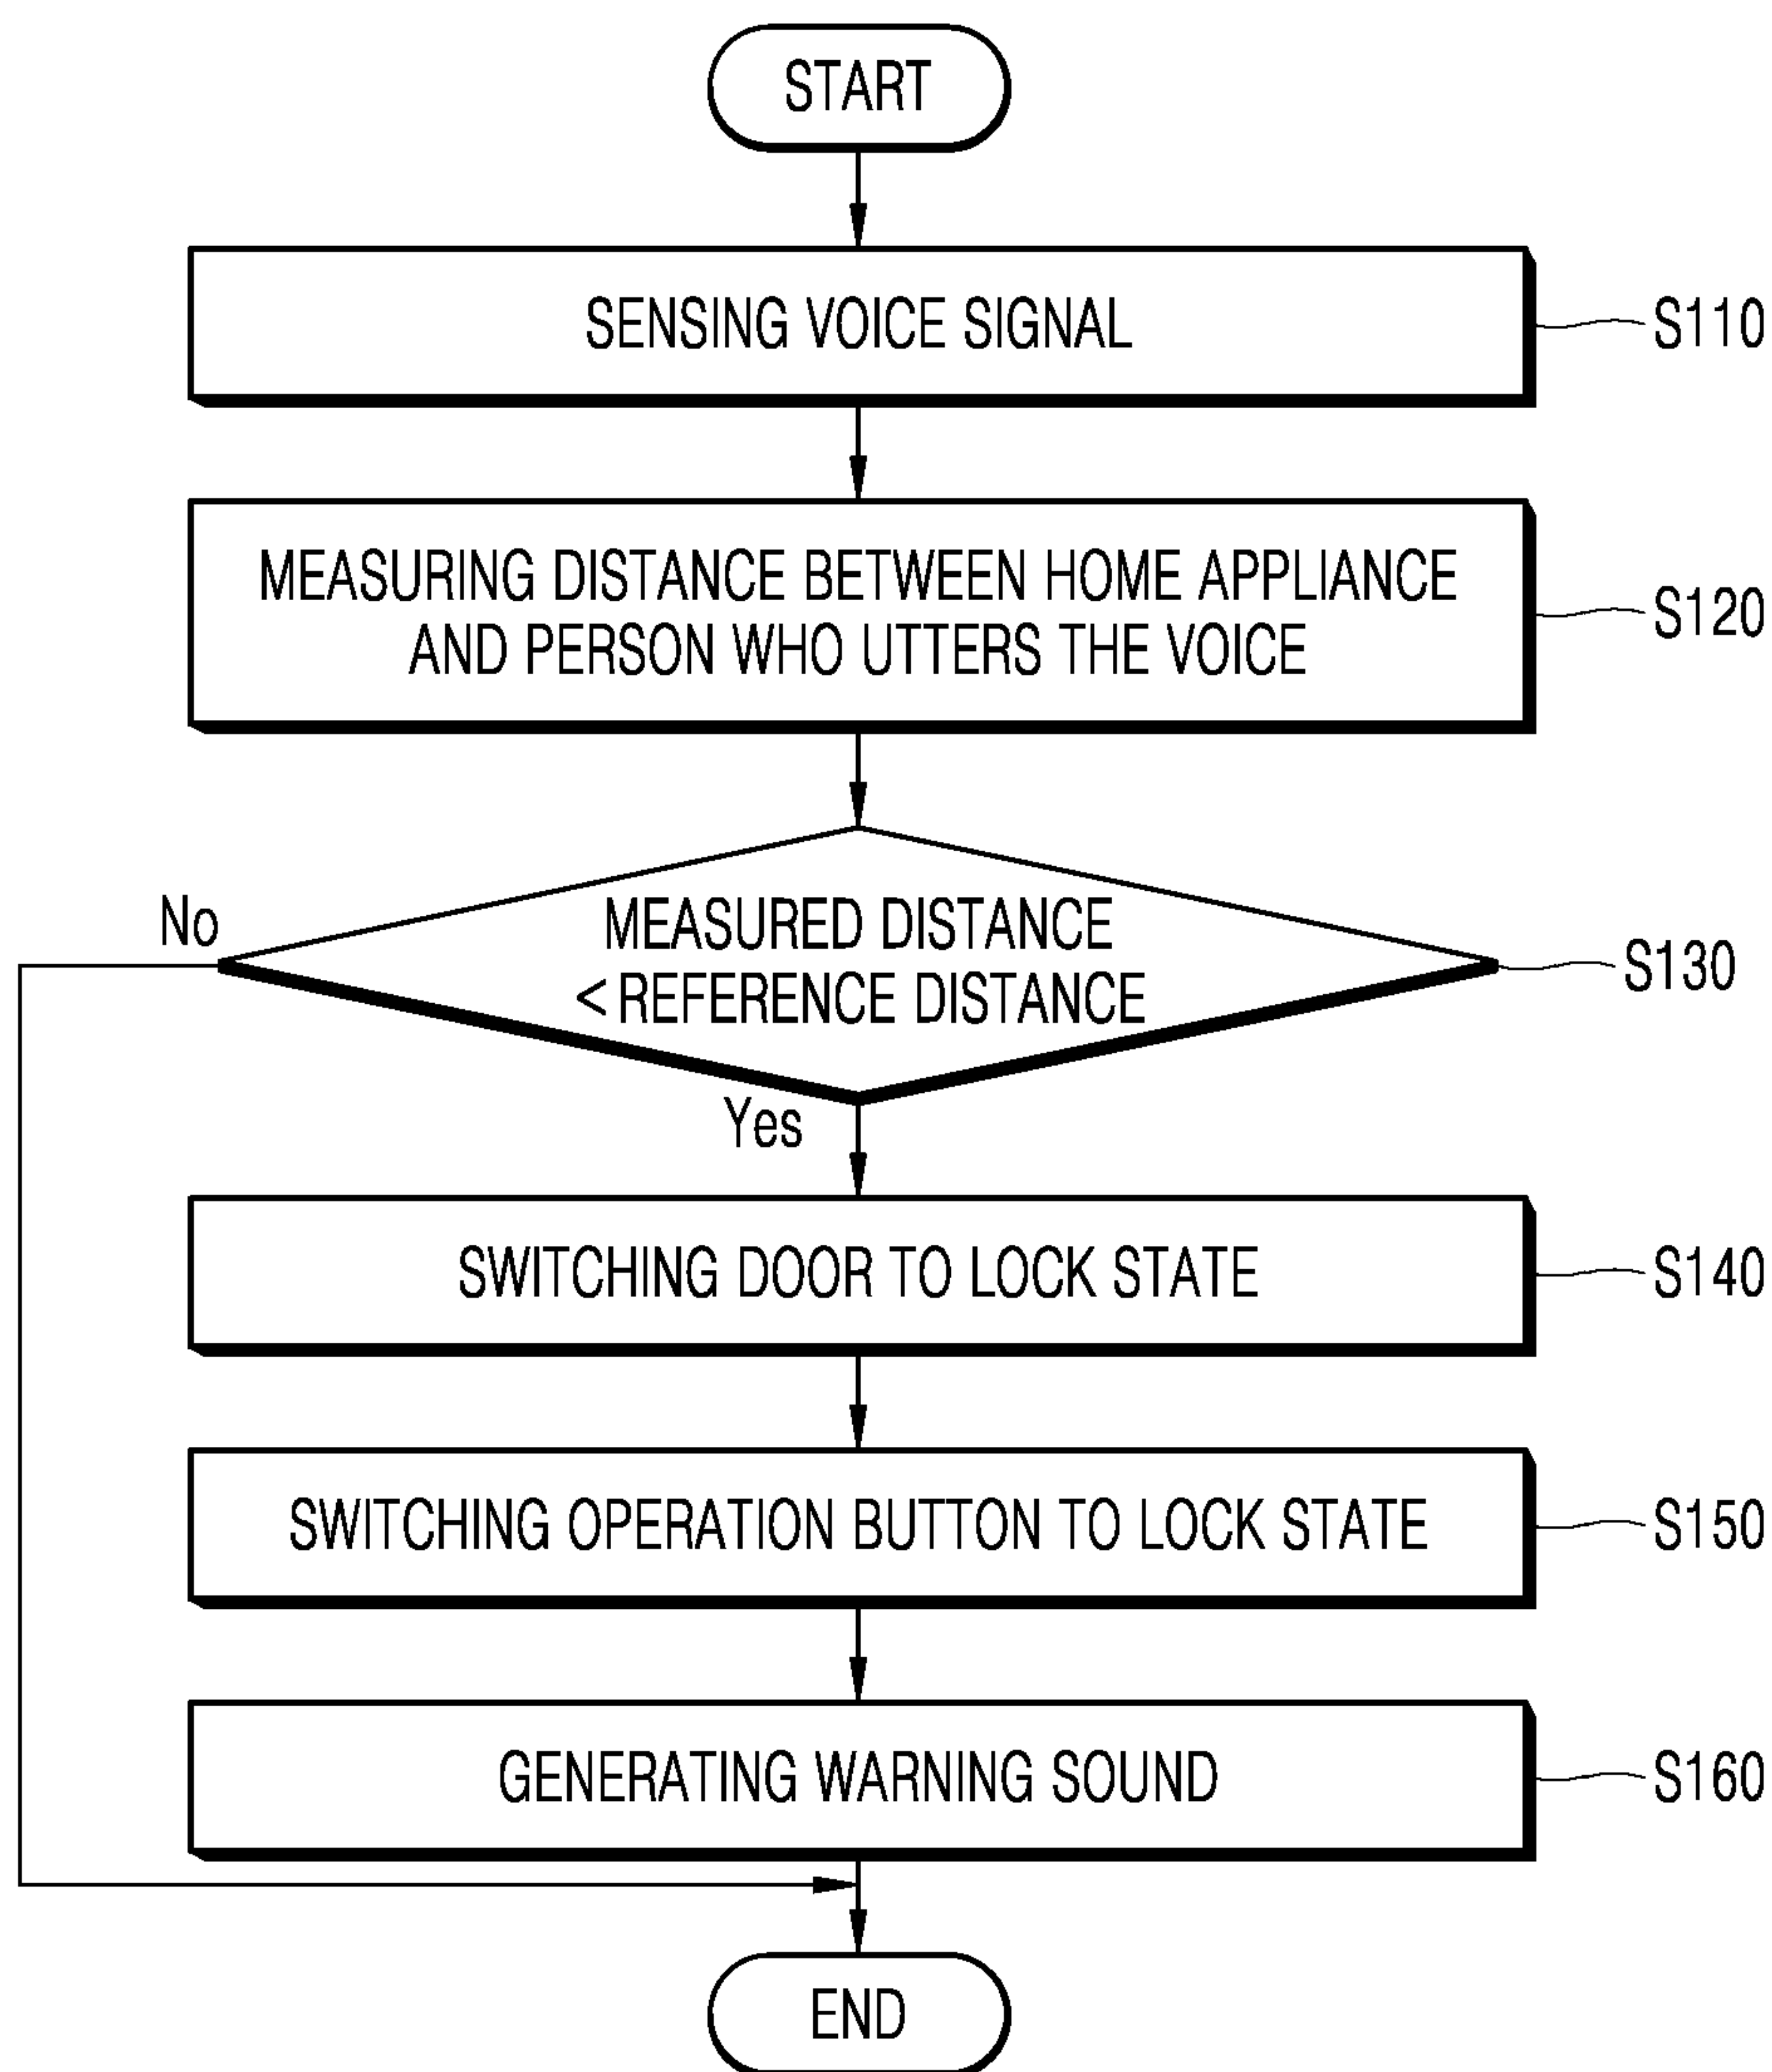 START
SENSING VOICE SIGNAL
S110
MEASURING DISTANCE BETWEEN HOME APPLIANCE
AND PERSON WHO UTTERS THE VOICE
S120
No
MEASURED DISTANCE
< REFERENCE DISTANCE
S130
Yes
SWITCHING DOOR TO LOCK STATE
S140
SWITCHING OPERATION BUTTON TO LOCK STATE
S150
GENERATING WARNING SOUND
S160
END